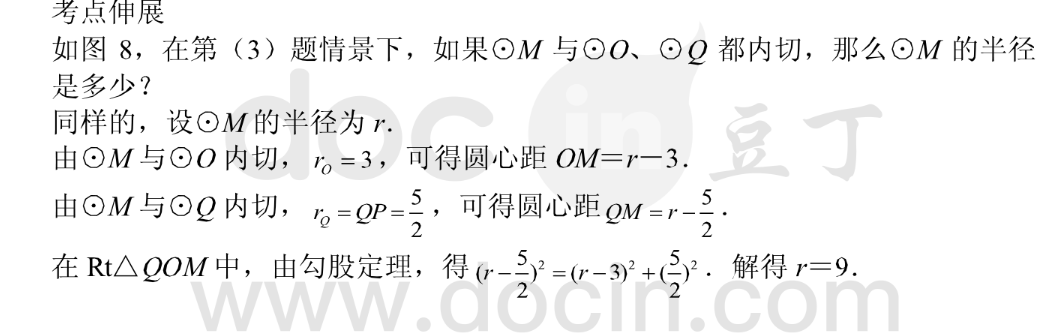 考点伸展
如图 8，在第（3）题情景下，如果⊙M 与⊙O、⊙Q 都内切，那么⊙M 的半径
是多少？
同样的，设⊙M 的半径为 r．
由⊙M 与⊙O 内切，r_O = 3，可得圆心距 OM＝r－3．
由⊙M 与⊙Q 内切，r_Q = QP = 5/2，可得圆心距 QM = r - 5/2．
在 Rt△QOM 中，由勾股定理，得 (r - 5/2)² = (r - 3)² + (5/2)²．解得 r＝9．
docin 豆丁
www.docin.com